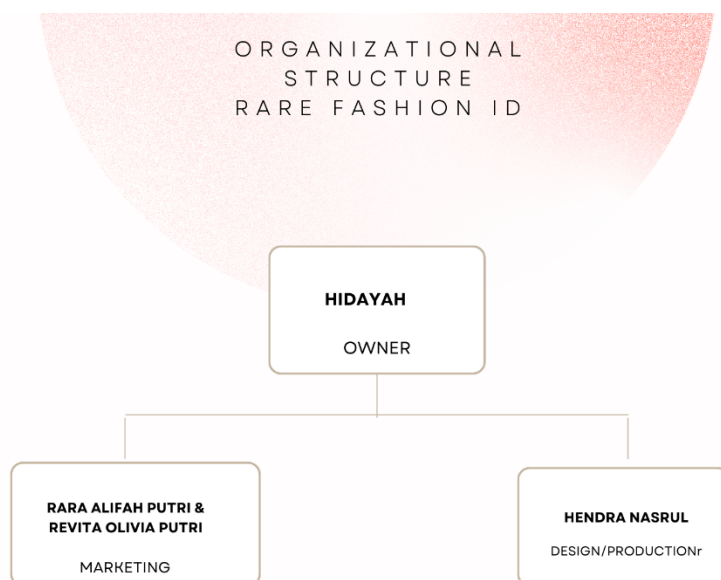 ORGANIZATIONAL
STRUCTURE
RARE FASHION ID
HIDAYAH
OWNER
RARA ALIFAH PUTRI &
REVITA OLIVIA PUTRI
MARKETING
HENDRA NASRUL
DESIGN/PRODUCTIONr